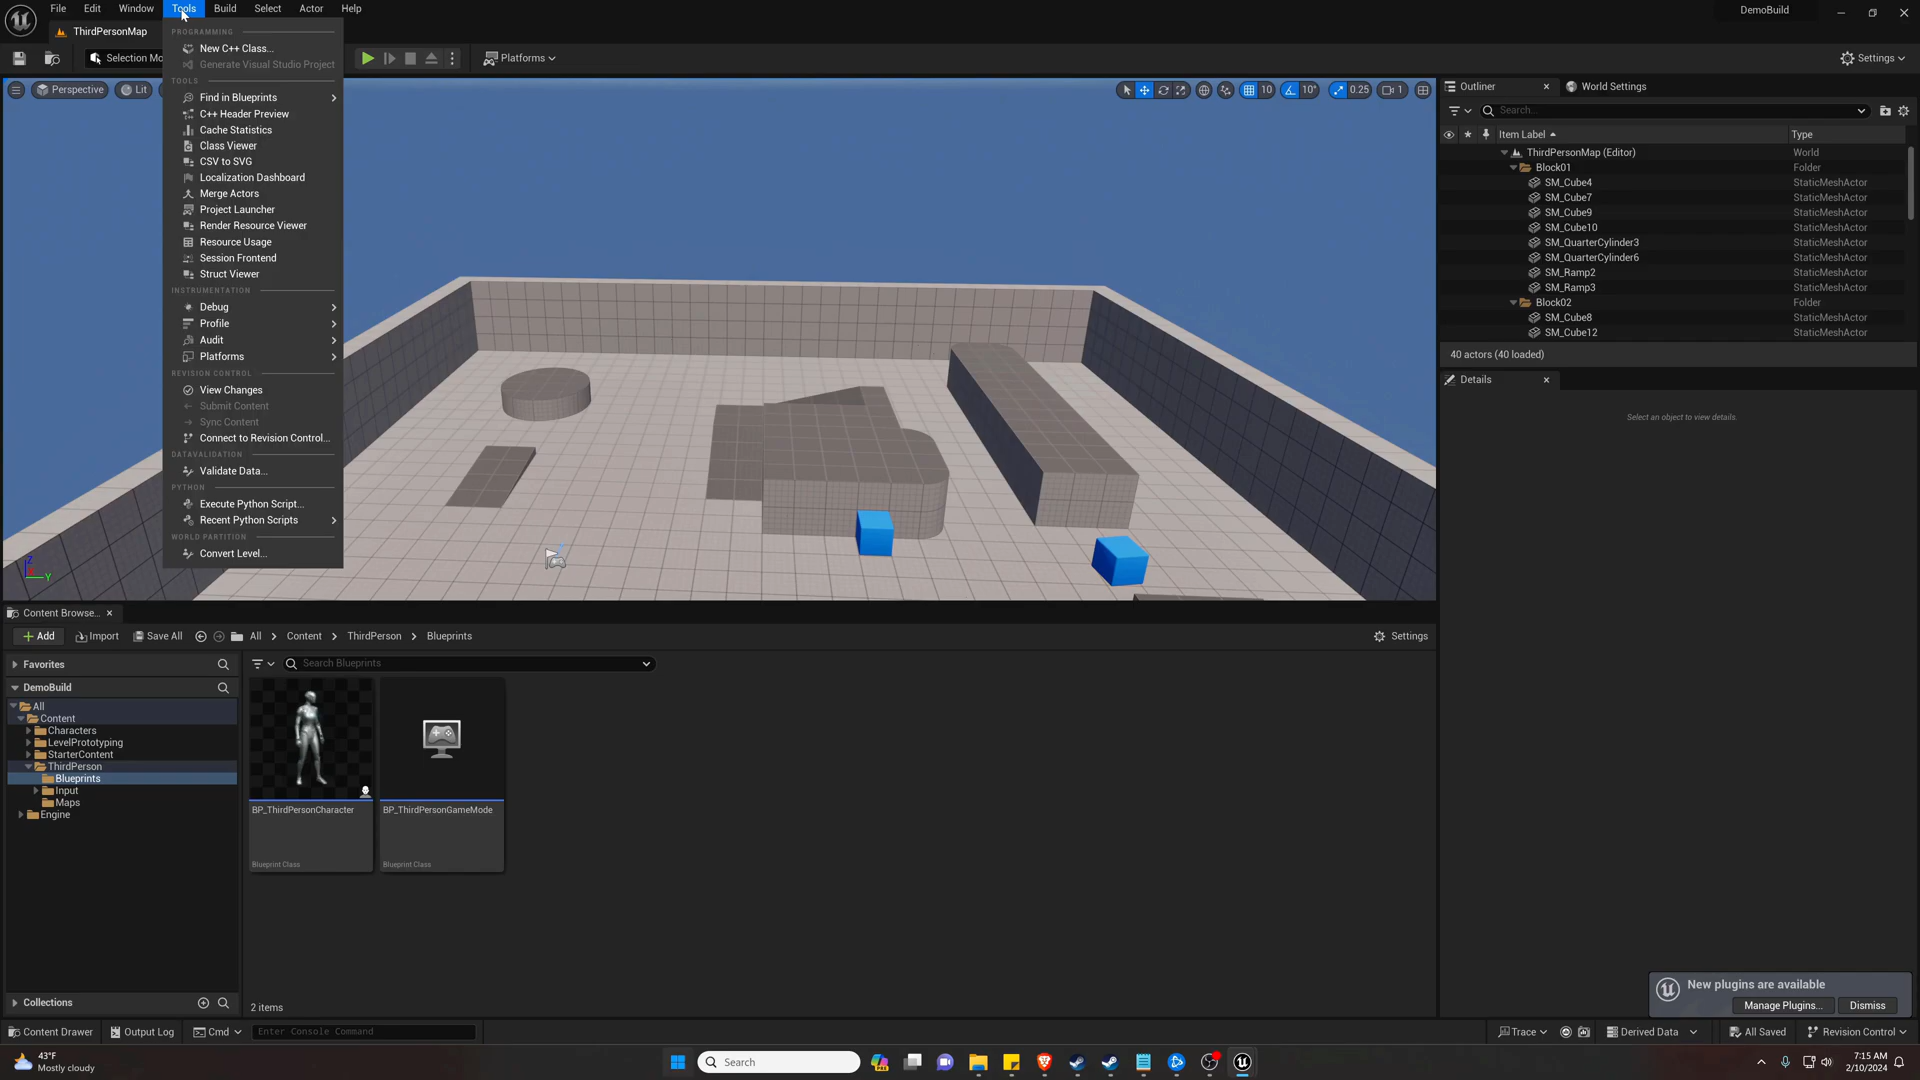 File Edit Window Tools Build Select Actor Help
DemoBuild
ThirdPersonMap
Selection Mo
Platforms
Settings
PROGRAMMING
New C++ Class...
Generate Visual Studio Project
TOOLS
Find in Blueprints
C++ Header Preview
Cache Statistics
Class Viewer
CSV to SVG
Localization Dashboard
Merge Actors
Project Launcher
Render Resource Viewer
Resource Usage
Session Frontend
Struct Viewer
INSTRUMENTATION
Debug
Profile
Audit
Platforms
REVISION CONTROL
View Changes
Submit Content
Sync Content
Connect to Revision Control...
DATAVALIDATION
Validate Data...
PYTHON
Execute Python Script...
Recent Python Scripts
WORLD PARTITION
Convert Level...
Perspective Lit
10 10° 0.25 1
Z
Y
Outliner World Settings
Search...
Item Label Type
ThirdPersonMap (Editor) World
Block01 Folder
SM_Cube4 StaticMeshActor
SM_Cube7 StaticMeshActor
SM_Cube9 StaticMeshActor
SM_Cube10 StaticMeshActor
SM_QuarterCylinder3 StaticMeshActor
SM_QuarterCylinder6 StaticMeshActor
SM_Ramp2 StaticMeshActor
SM_Ramp3 StaticMeshActor
Block02 Folder
SM_Cube8 StaticMeshActor
SM_Cube12 StaticMeshActor
40 actors (40 loaded)
Details
Select an object to view details.
Content Browse...
Add Import Save All All Content ThirdPerson Blueprints Settings
Favorites
Search Blueprints
DemoBuild
All
Content
Characters
LevelPrototyping
StarterContent
ThirdPerson
Blueprints
Input
Maps
Engine
BP_ThirdPersonCharacter
Blueprint Class
BP_ThirdPersonGameMode
Blueprint Class
Collections
2 items
New plugins are available
Manage Plugins... Dismiss
Content Drawer Output Log Cmd Enter Console Command Trace Derived Data All Saved Revision Control
43°F
Mostly cloudy
Search
7:15 AM
2/10/2024